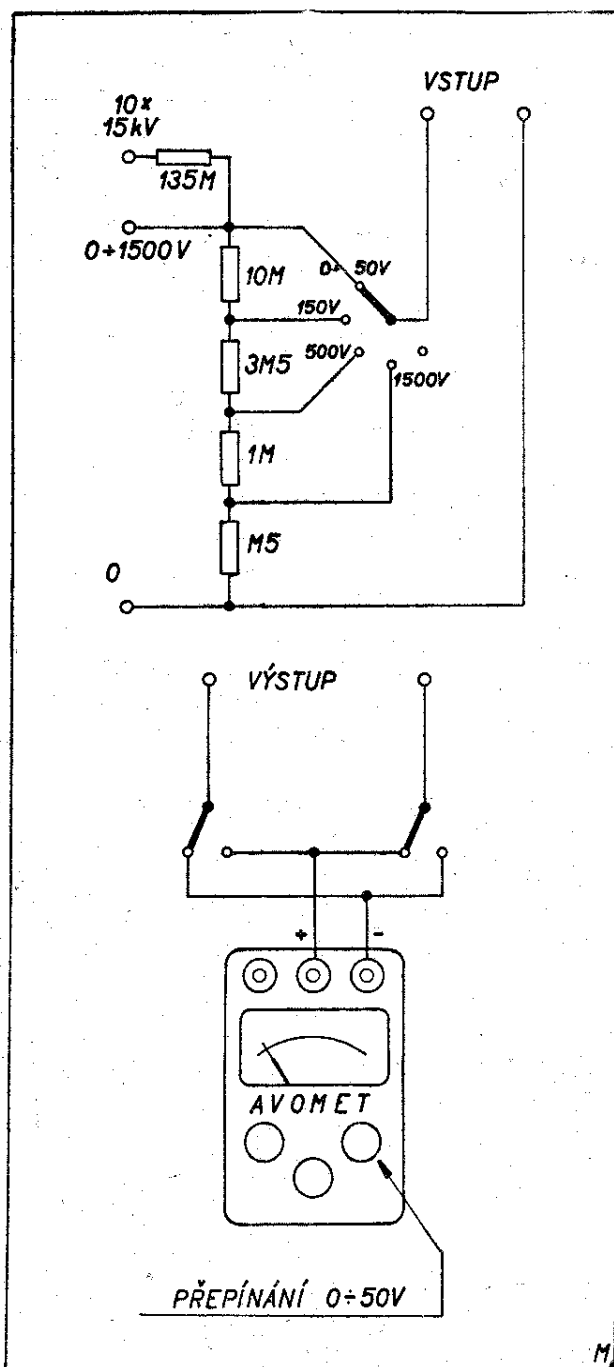 VSTUP
10x
15kV
135M
0÷1500V
0÷ 50V
10M
150V
3M5
500V
1500V
1M
M5
0
VÝSTUP
+ -
AVOMET
PŘEPÍNÁNÍ 0÷50V
M